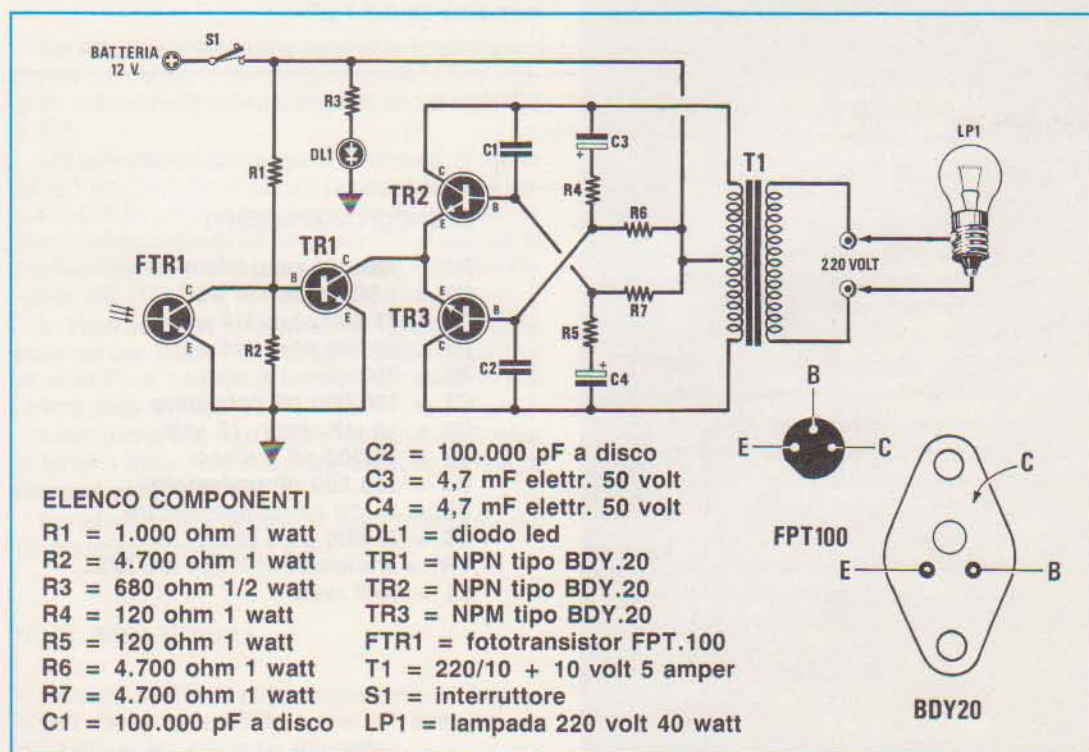 BATTERIA
12 V.
S1
R3
DL1
R1
C1
C3
R4
TR2
R6
T1
LP1
TR1
FTR1
C
B
E
C
E
C
E
220 VOLT
R7
TR3
E
B
C
R2
C2
R5
C4
B
E
C
FPT100
C
E
B
BDY20
ELENCO COMPONENTI
R1 = 1.000 ohm 1 watt
R2 = 4.700 ohm 1 watt
R3 = 680 ohm 1/2 watt
R4 = 120 ohm 1 watt
R5 = 120 ohm 1 watt
R6 = 4.700 ohm 1 watt
R7 = 4.700 ohm 1 watt
C1 = 100.000 pF a disco
C2 = 100.000 pF a disco
C3 = 4,7 mF elettr. 50 volt
C4 = 4,7 mF elettr. 50 volt
DL1 = diodo led
TR1 = NPN tipo BDY.20
TR2 = NPN tipo BDY.20
TR3 = NPM tipo BDY.20
FTR1 = fototransistor FPT.100
T1 = 220/10 + 10 volt 5 amper
S1 = interruttore
LP1 = lampada 220 volt 40 watt